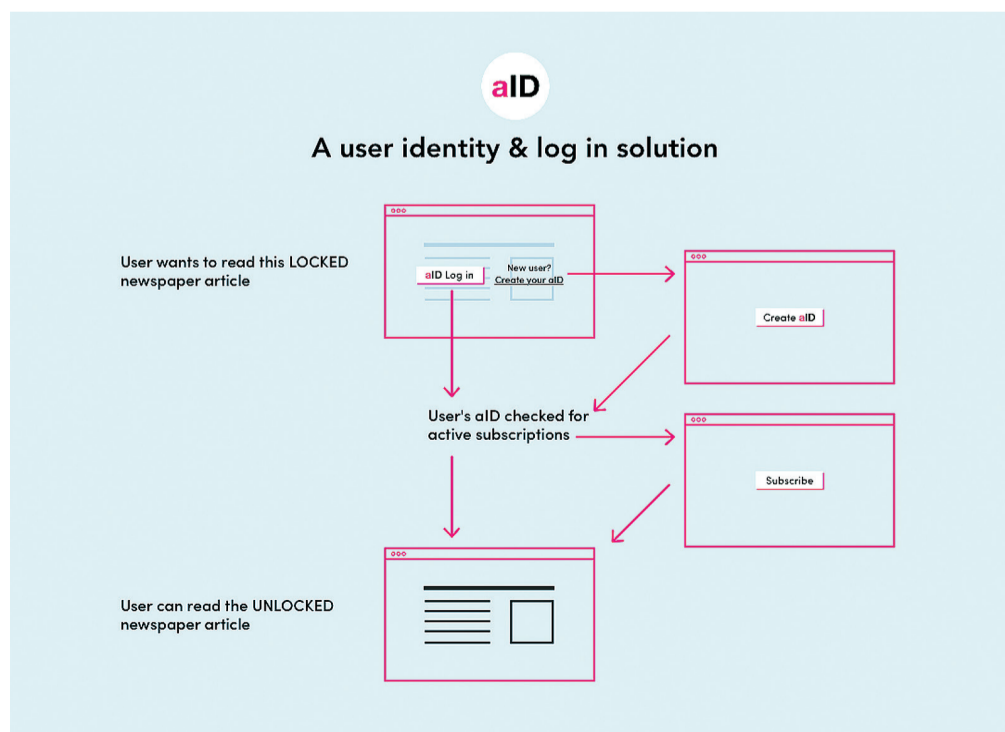 aID
A user identity & log in solution
User wants to read this LOCKED
newspaper article
aID Log in
New user?
Create your aID
Create aID
User's aID checked for
active subscriptions
Subscribe
User can read the UNLOCKED
newspaper article